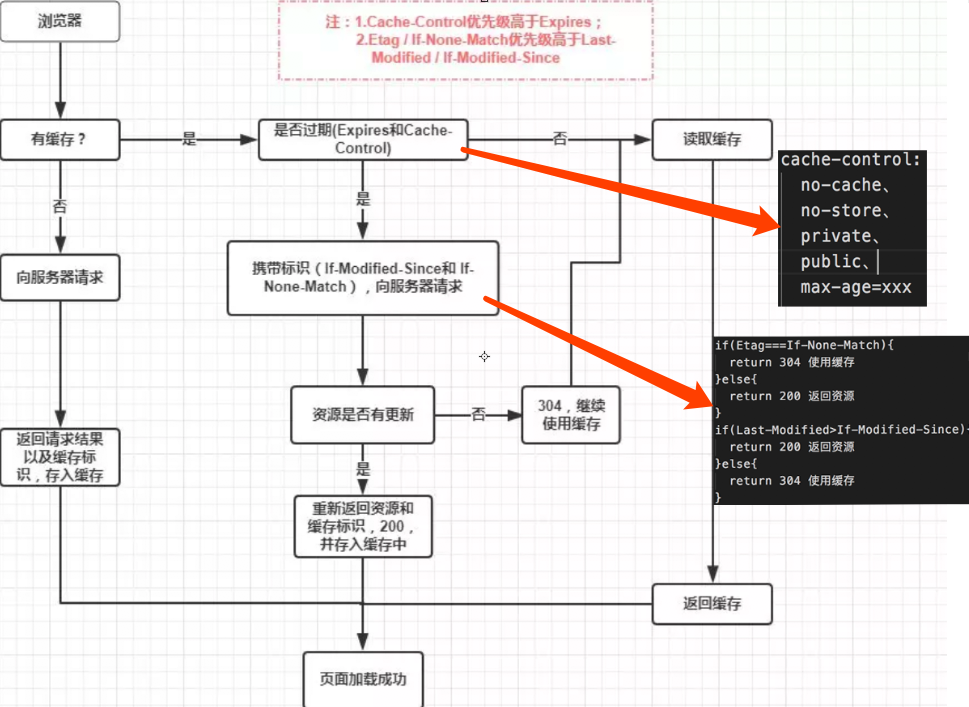 浏览器
注：1.Cache-Control优先级高于Expires；
2.Etag / If-None-Match优先级高于Last-
Modified / If-Modified-Since
有缓存？
是
是否过期(Expires和Cache-
Control)
否
读取缓存
cache-control:
no-cache、
no-store、
private、
public、
max-age=xxx
否
是
向服务器请求
携带标识（If-Modified-Since和 If-
None-Match），向服务器请求
if(Etag===If-None-Match){
return 304 使用缓存
}else{
return 200 返回资源
}
if(Last-Modified>If-Modified-Since){
return 200 返回资源
}else{
return 304 使用缓存
}
资源是否有更新
否
304，继续
使用缓存
返回请求结果
以及缓存标
识，存入缓存
是
重新返回资源和
缓存标识，200，
并存入缓存中
返回缓存
页面加载成功